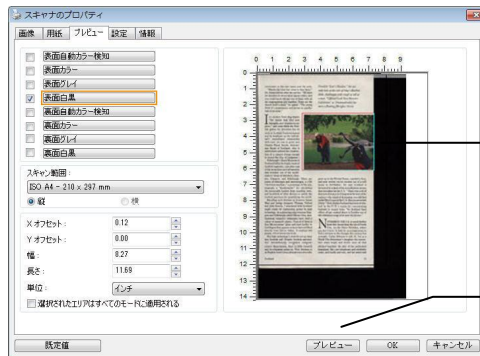 スキャナのプロパティ
画像 用紙 プレビュー 設定 情報
表面自動カラー検知
表面カラー
表面グレイ
表面白黒
裏面自動カラー検知
裏面カラー
裏面グレイ
裏面白黒
スキャン範囲:
ISO A4 - 210 x 297 mm
縦 横
Xオフセット: 0.12
Yオフセット: 0.00
幅: 8.27
長さ: 11.69
単位: インチ
選択されたエリアはすべてのモードに適用される
0 1 2 3 4 5 6 7 8 9
0
1
2
3
4
5
6
7
8
9
10
11
12
13
14
既定値 プレビュー OK キャンセル